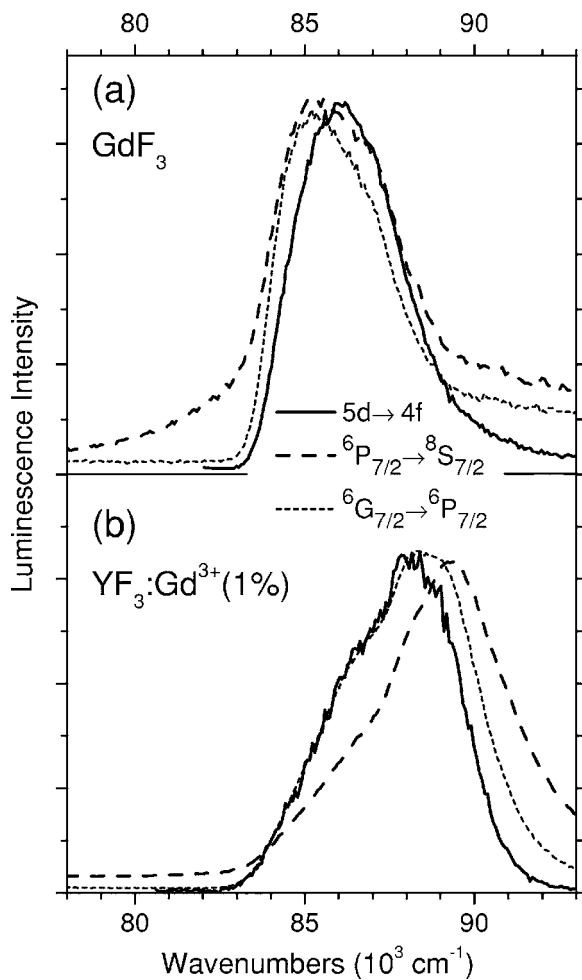 80 85 90
(a)
GdF₃
Luminescence Intensity
5d→4f
⁶P₇/₂→⁸S₇/₂
⁶G₇/₂→⁶P₇/₂
(b)
YF₃:Gd³⁺(1%)
80 85 90
Wavenumbers (10³ cm⁻¹)